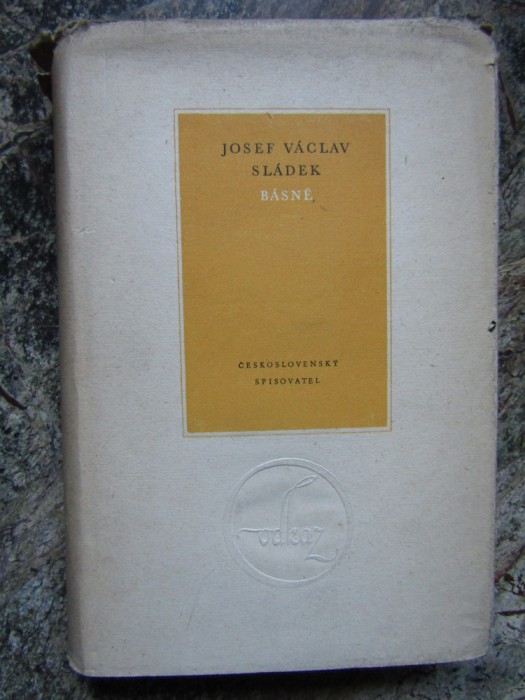 JOSEF VÁCLAV
SLÁDEK
BÁSNĚ
ČESKOSLOVENSKÝ
SPISOVATEL
odkaz